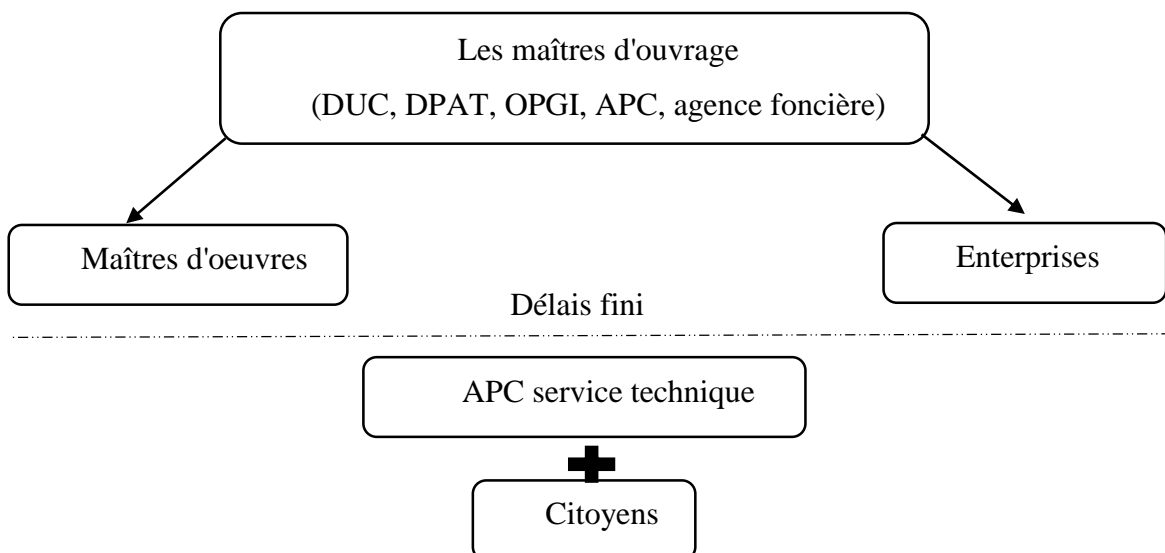 Les maîtres d'ouvrage
(DUC, DPAT, OPGI, APC, agence foncière)
Maîtres d'oeuvres
Enterprises
Délais fini
APC service technique
Citoyens